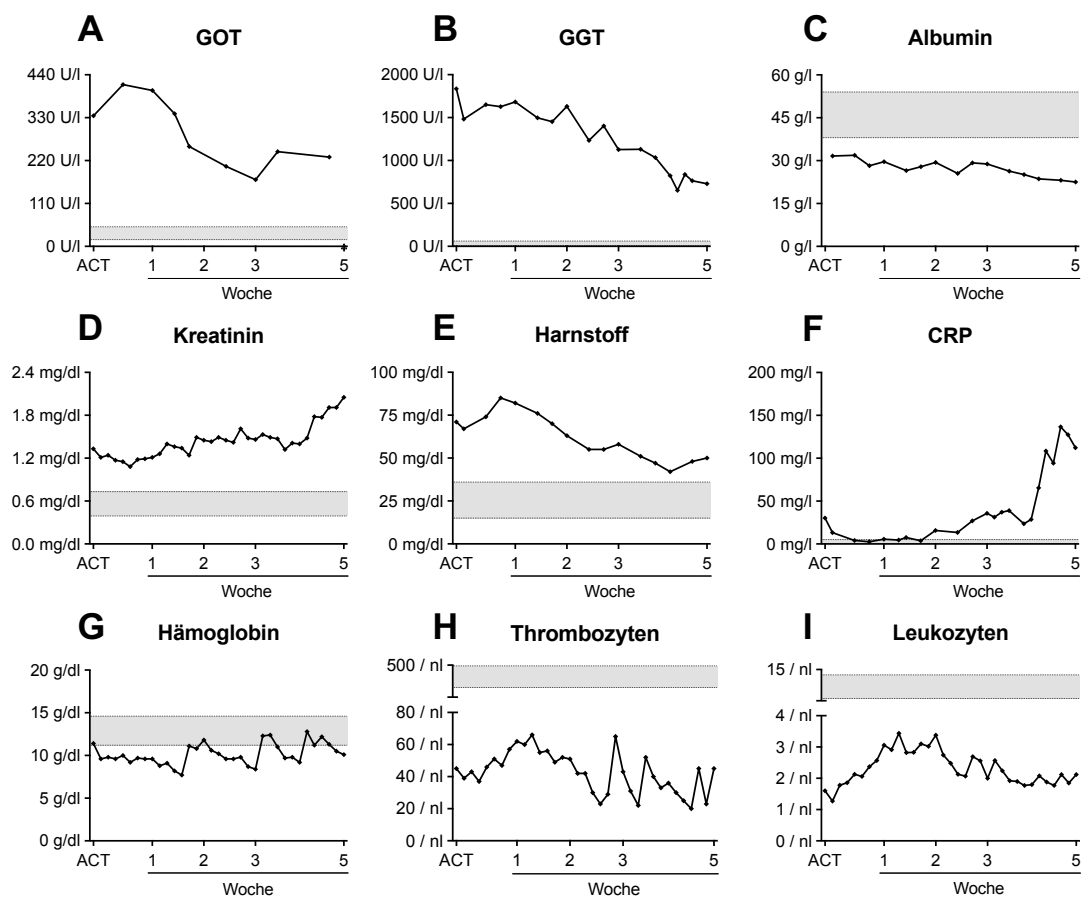 A GOT
440 U/l
330 U/l
220 U/l
110 U/l
0 U/l
ACT 1 2 3 5
Woche
B GGT
2000 U/l
1500 U/l
1000 U/l
500 U/l
0 U/l
ACT 1 2 3 5
Woche
C Albumin
60 g/l
45 g/l
30 g/l
15 g/l
0 g/l
ACT 1 2 3 5
Woche
D Kreatinin
2.4 mg/dl
1.8 mg/dl
1.2 mg/dl
0.6 mg/dl
0.0 mg/dl
ACT 1 2 3 5
Woche
E Harnstoff
100 mg/dl
75 mg/dl
50 mg/dl
25 mg/dl
0 mg/dl
ACT 1 2 3 5
Woche
F CRP
200 mg/l
150 mg/l
100 mg/l
50 mg/l
0 mg/l
ACT 1 2 3 5
Woche
G Hämoglobin
20 g/dl
15 g/dl
10 g/dl
5 g/dl
0 g/dl
ACT 1 2 3 5
Woche
H Thrombozyten
500 / nl
80 / nl
60 / nl
40 / nl
20 / nl
0 / nl
ACT 1 2 3 5
Woche
I Leukozyten
15 / nl
4 / nl
3 / nl
2 / nl
1 / nl
0 / nl
ACT 1 2 3 5
Woche